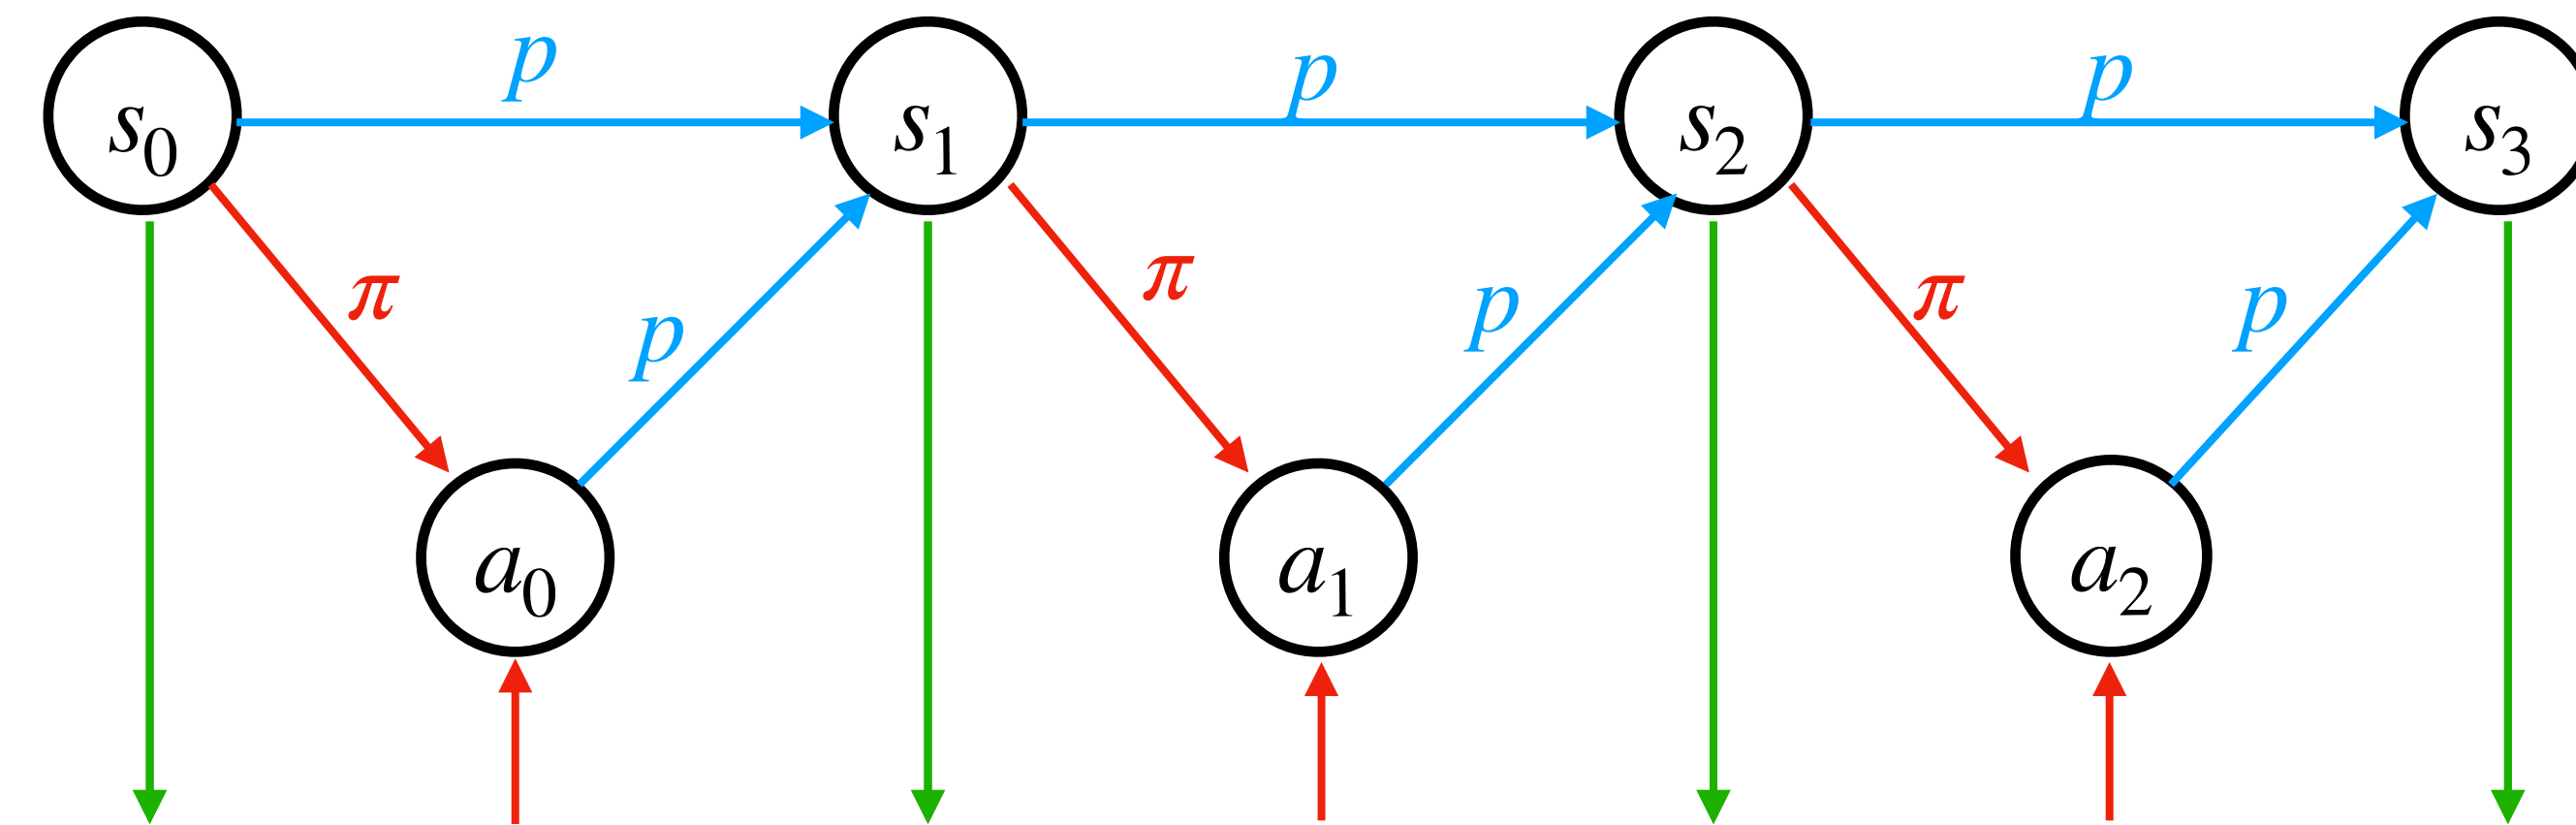 p p p
s₀ s₁ s₂ s₃
π p π p π p
a₀ a₁ a₂